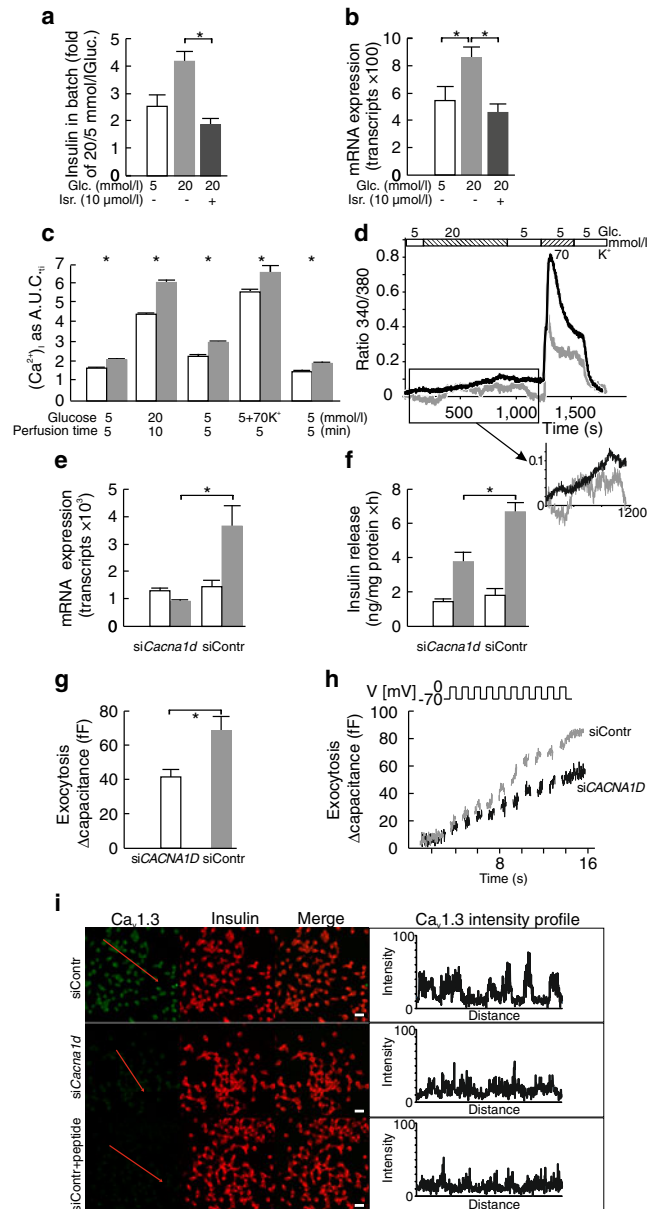 a
Insulin in batch (fold
of 20/5 mmol/lGluc.)
5
4
3
2
1
0
*
Glc. (mmol/l) 5 20 20
Isr. (10 µmol/l) - - +
b
mRNA expression
(transcripts ×100)
10
8
6
4
2
0
* *
Glc. (mmol/l) 5 20 20
Isr. (10 µmol/l) - - +
c
(Ca²⁺)ᵢ as A.U.C.
7
6
5
4
3
2
1
0
* * * * *
Glucose 5 20 5 5+70K⁺ 5 (mmol/l)
Perfusion time 5 10 5 5 5 (min)
d
5 20 5 5 5 Glc.
mmol/l
70 K⁺
Ratio 340/380
0.8
0.6
0.4
0.2
0
500 1,000 1,500
Time (s)
0.1
0
1200
e
mRNA expression
(transcripts ×10³)
5
4
3
2
1
0
*
siCacna1d siContr
f
Insulin release
(ng/mg protein ×h)
8
6
4
2
0
*
siCacna1d siContr
g
Exocytosis
Δcapacitance (fF)
80
60
40
20
0
*
siCACNA1D siContr
h
V [mV] 0
-70
Exocytosis
Δcapacitance (fF)
100
80
60
40
20
0
siContr
siCACNA1D
8 16
Time (s)
i
Caᵥ1.3 Insulin Merge Caᵥ1.3 intensity profile
siContr
Intensity
100
0
Distance
siCacna1d
Intensity
100
0
Distance
siContr+peptide
Intensity
100
0
Distance